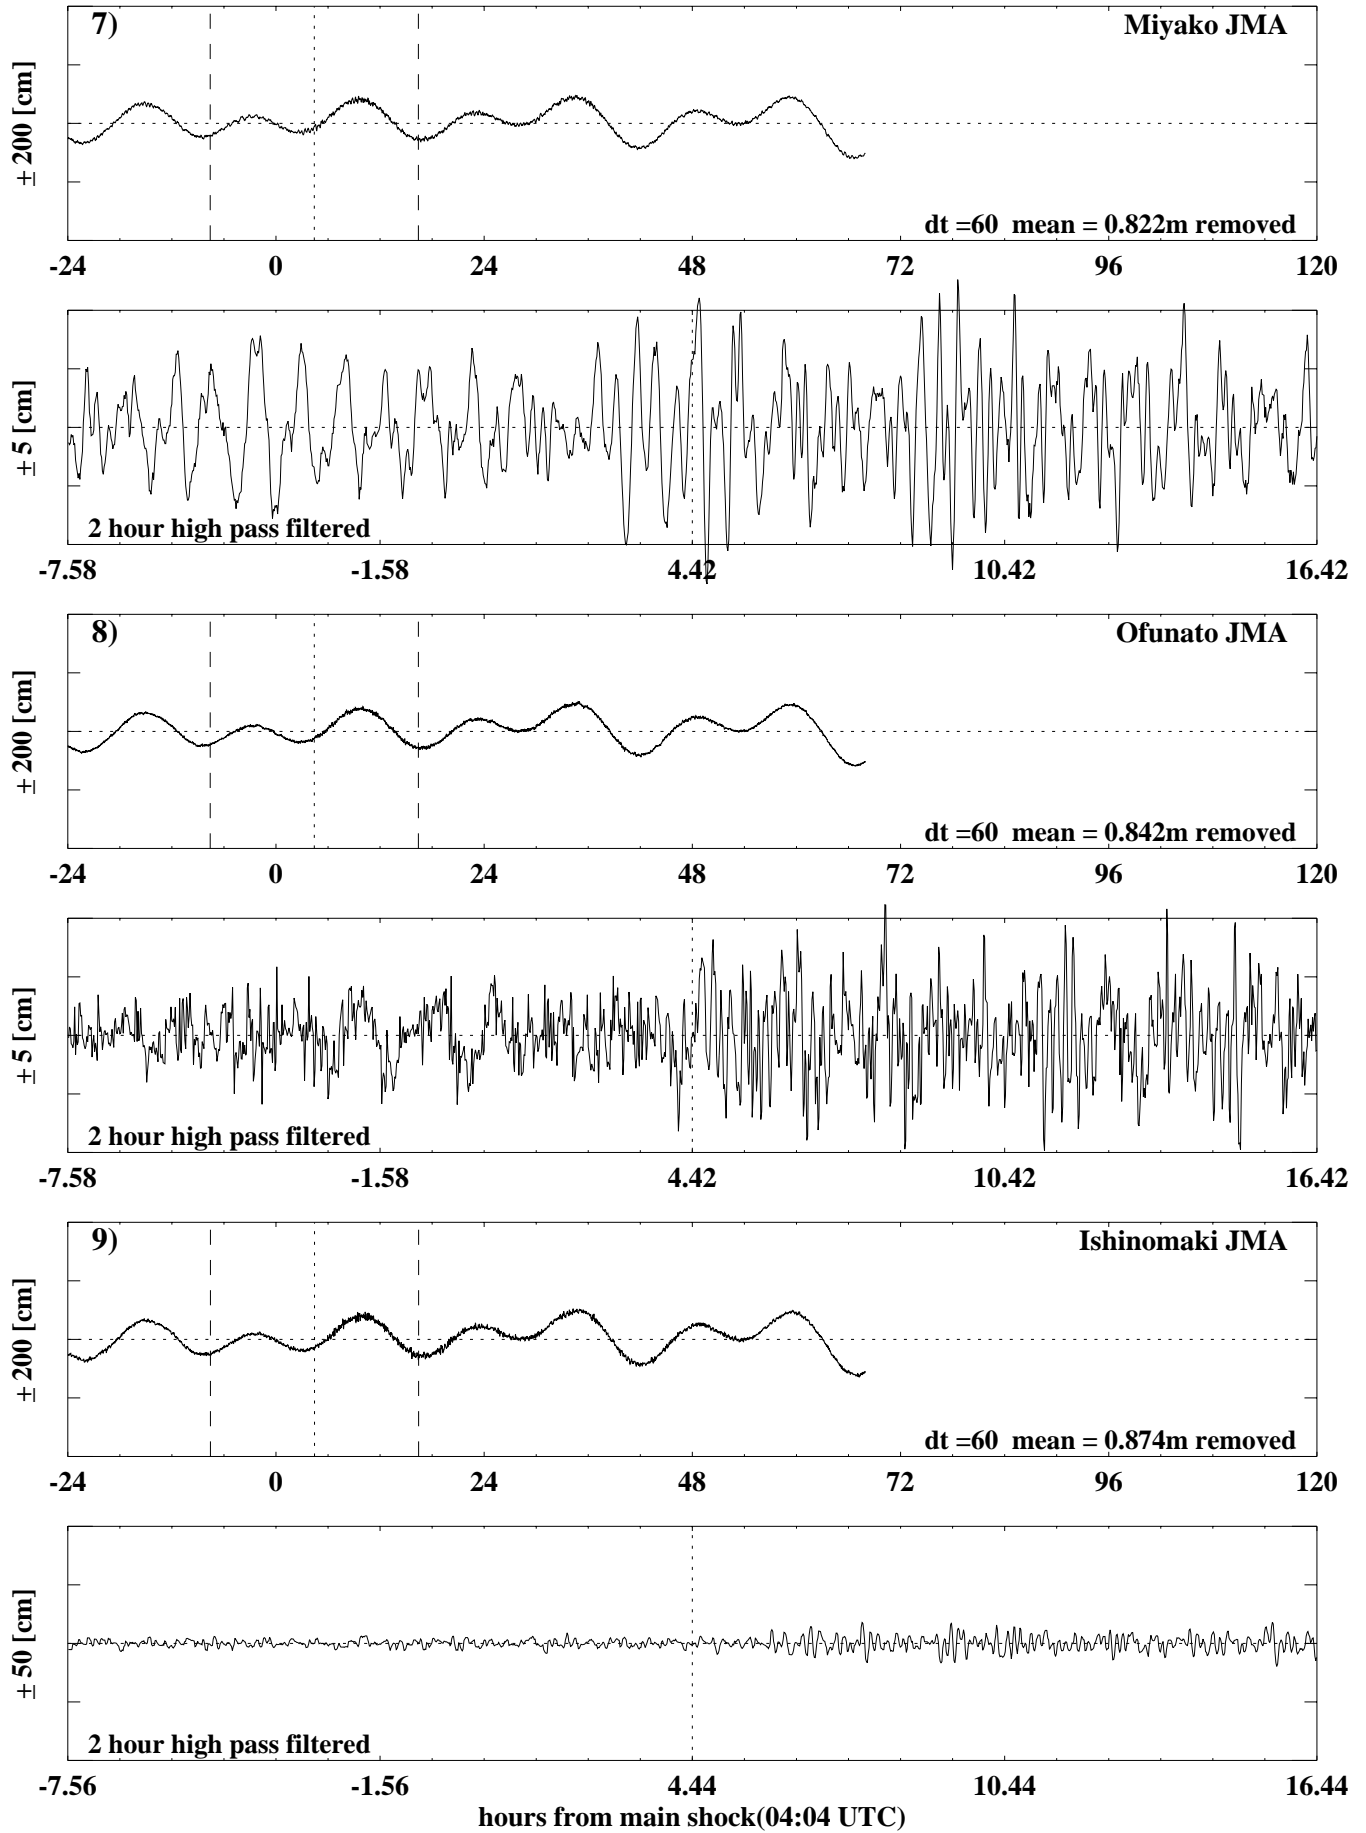 7) Miyako JMA
± 200 [cm]
dt =60 mean = 0.822m removed
-24 0 24 48 72 96 120
± 5 [cm]
2 hour high pass filtered
-7.58 -1.58 4.42 10.42 16.42
8) Ofunato JMA
± 200 [cm]
dt =60 mean = 0.842m removed
-24 0 24 48 72 96 120
± 5 [cm]
2 hour high pass filtered
-7.58 -1.58 4.42 10.42 16.42
9) Ishinomaki JMA
± 200 [cm]
dt =60 mean = 0.874m removed
-24 0 24 48 72 96 120
± 50 [cm]
2 hour high pass filtered
-7.56 -1.56 4.44 10.44 16.44
hours from main shock(04:04 UTC)